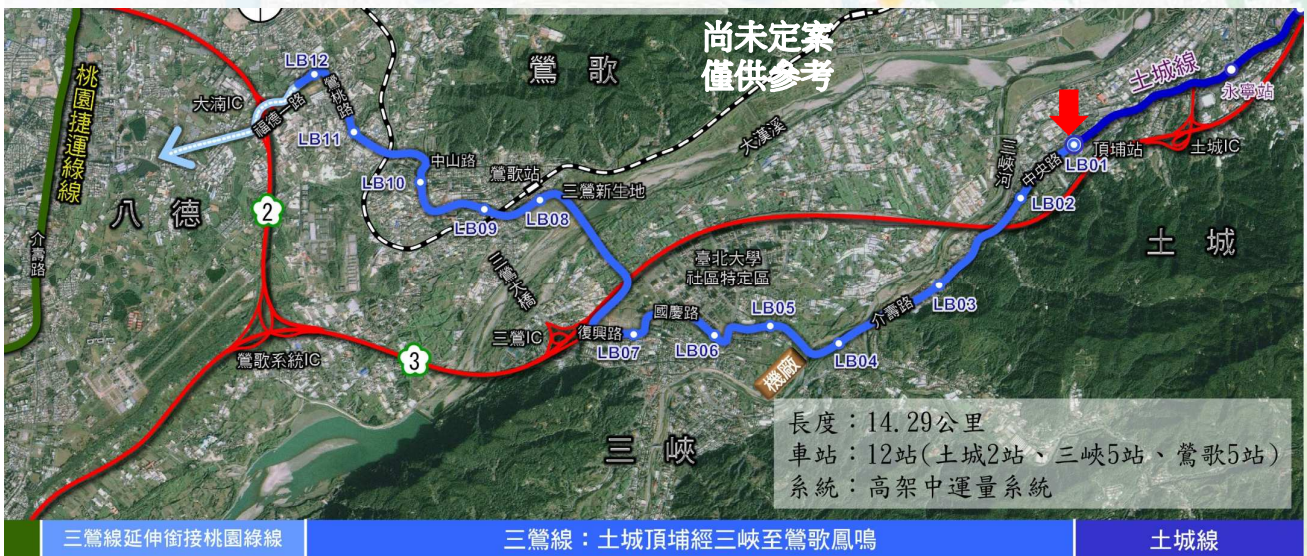 尚未定案
僅供參考
鶯歌
土城線
永寧站
LB12
鶯桃路
大湳IC
福德一路
桃園捷運綠線
LB11
大漢溪
三峽河
中央路
頂埔站
土城IC
LB01
中山路
鶯歌站
LB10
三鶯新生地
LB02
2
八德
LB09
LB08
土城
介壽路
三鶯大橋
臺北大學
社區特定區
LB03
LB05
介壽路
國慶路
三鶯IC
復興路
LB07
LB06
LB04
鶯歌系統IC
3
機廠
三峽
長度：14.29公里
車站：12站(土城2站、三峽5站、鶯歌5站)
系統：高架中運量系統
三鶯線延伸銜接桃園綠線
三鶯線：土城頂埔經三峽至鶯歌鳳鳴
土城線